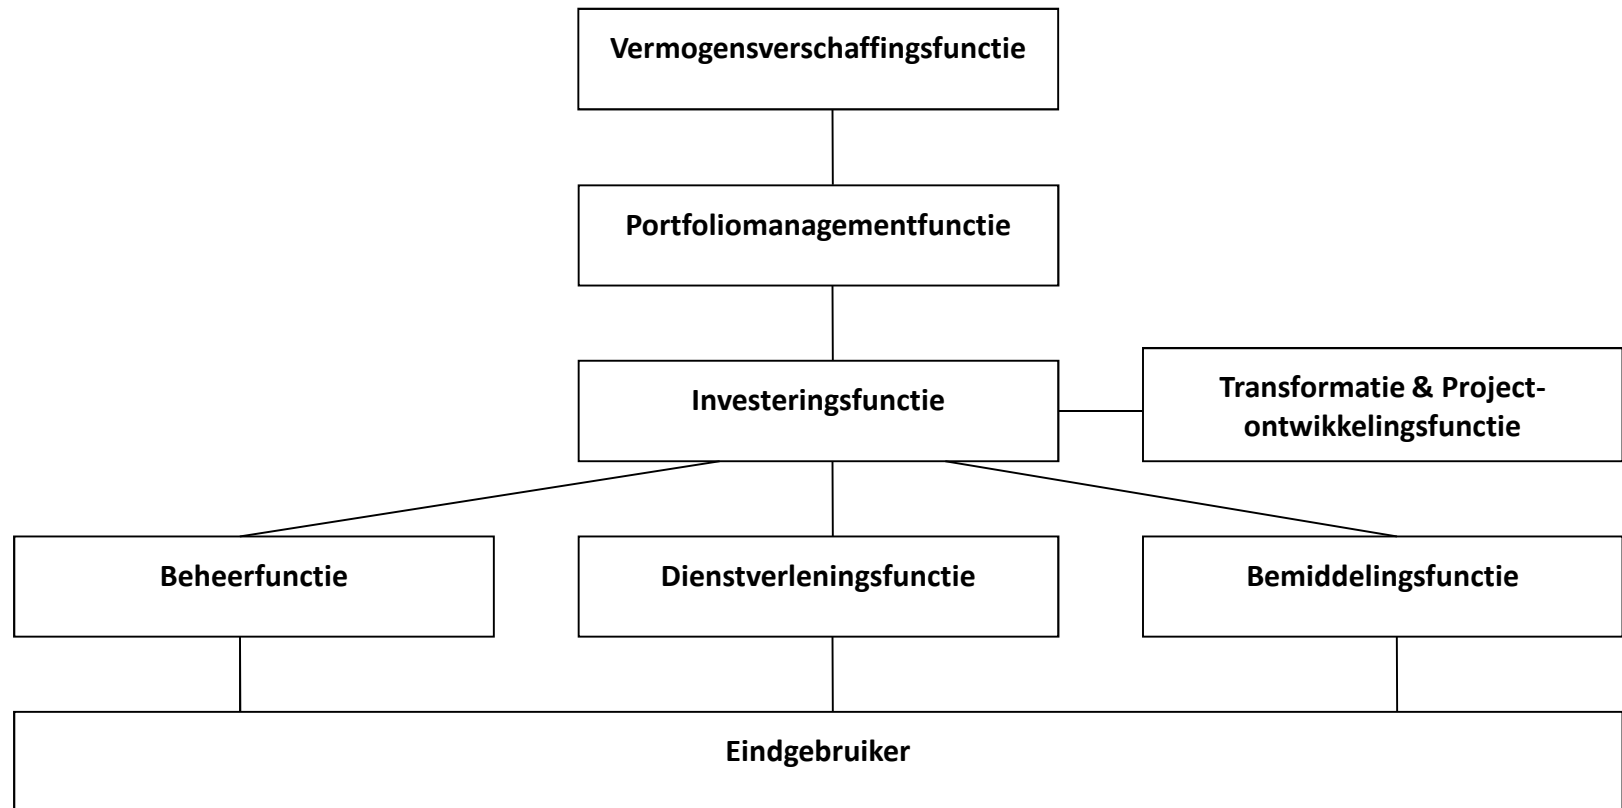 Vermogensverschaffingsfunctie
Portfoliomanagementfunctie
Investeringsfunctie
Transformatie & Project-
ontwikkelingsfunctie
Beheerfunctie
Dienstverleningsfunctie
Bemiddelingsfunctie
Eindgebruiker